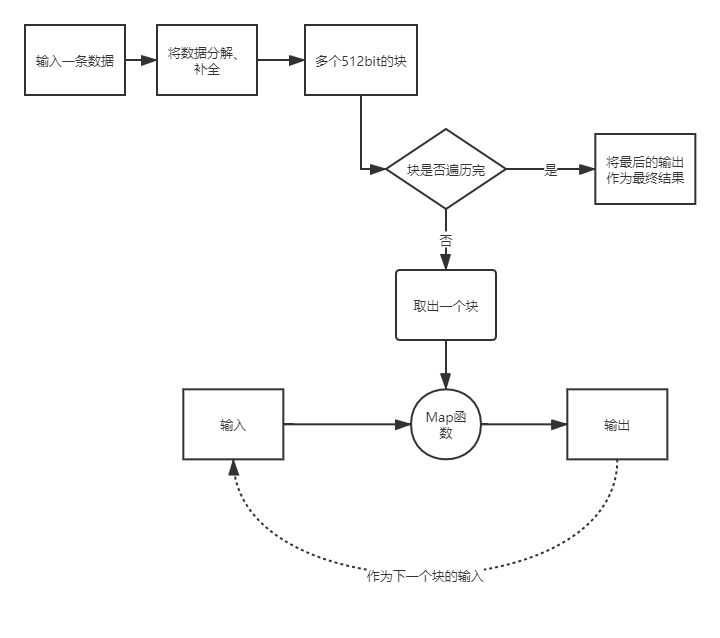 输入一条数据
将数据分解、
补全
多个512bit的块
块是否遍历完
是
将最后的输出
作为最终结果
否
取出一个块
输入
Map函
数
输出
作为下一个块的输入